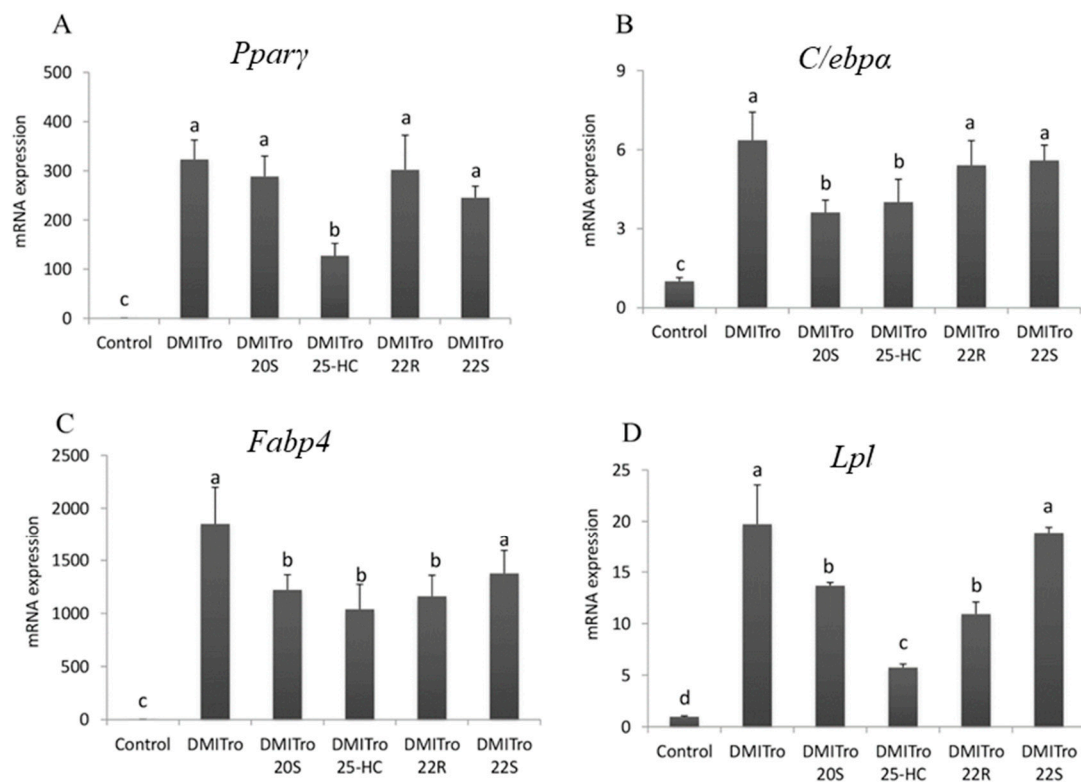 A
Pparγ
mRNA expression
500
400
300
200
100
0
c
a
a
b
a
a
Control
DMITro
DMITro
20S
DMITro
25-HC
DMITro
22R
DMITro
22S
B
C/ebpα
mRNA expression
9
6
3
0
c
a
b
b
a
a
Control
DMITro
DMITro
20S
DMITro
25-HC
DMITro
22R
DMITro
22S
C
Fabp4
mRNA expression
2500
2000
1500
1000
500
0
c
a
b
b
b
a
Control
DMITro
DMITro
20S
DMITro
25-HC
DMITro
22R
DMITro
22S
D
Lpl
mRNA expression
25
20
15
10
5
0
d
a
b
c
b
a
Control
DMITro
DMITro
20S
DMITro
25-HC
DMITro
22R
DMITro
22S